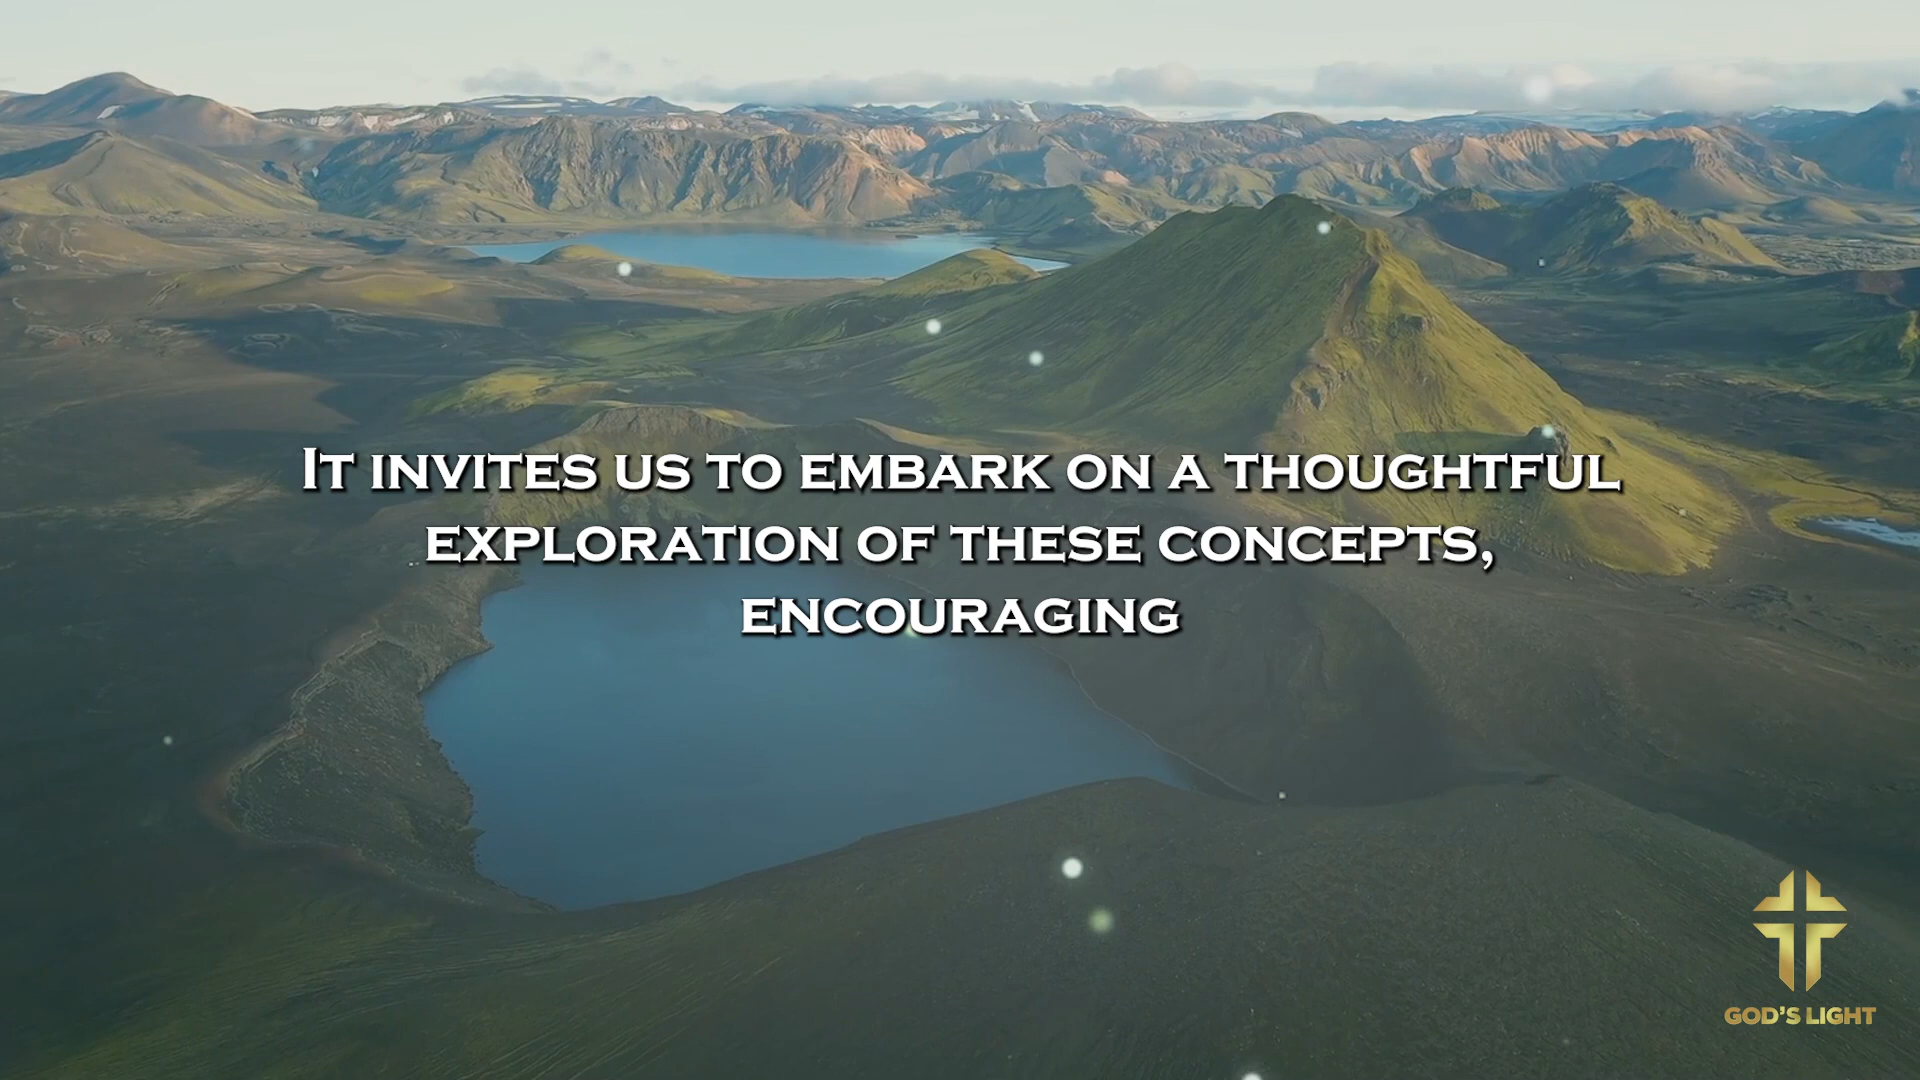 It invites us to embark on a thoughtful
exploration of these concepts,
encouraging
GOD'S LIGHT